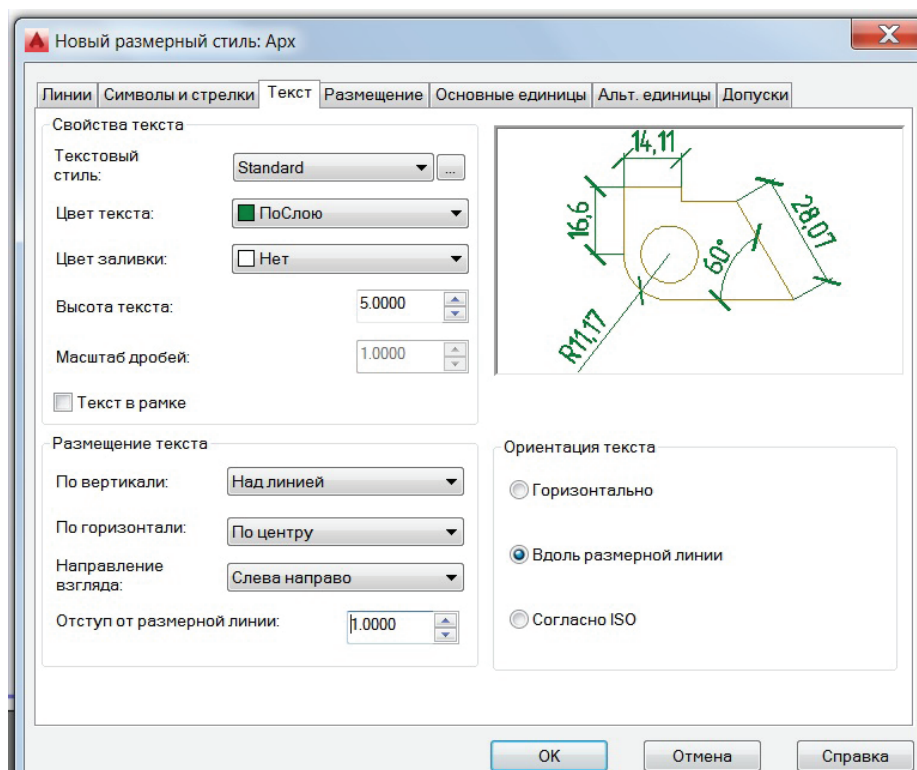 Новый размерный стиль: Арх
Линии Символы и стрелки Текст Размещение Основные единицы Альт. единицы Допуски
Свойства текста
Текстовый
стиль:
Standard
...
Цвет текста:
ПоСлою
Цвет заливки:
Нет
Высота текста:
5.0000
Масштаб дробей:
1.0000
Текст в рамке
14,11
16,6
28,07
60°
R11,17
Размещение текста
По вертикали:
Над линией
По горизонтали:
По центру
Направление
взгляда:
Слева направо
Отступ от размерной линии:
1.0000
Ориентация текста
Горизонтально
Вдоль размерной линии
Согласно ISO
OK
Отмена
Справка